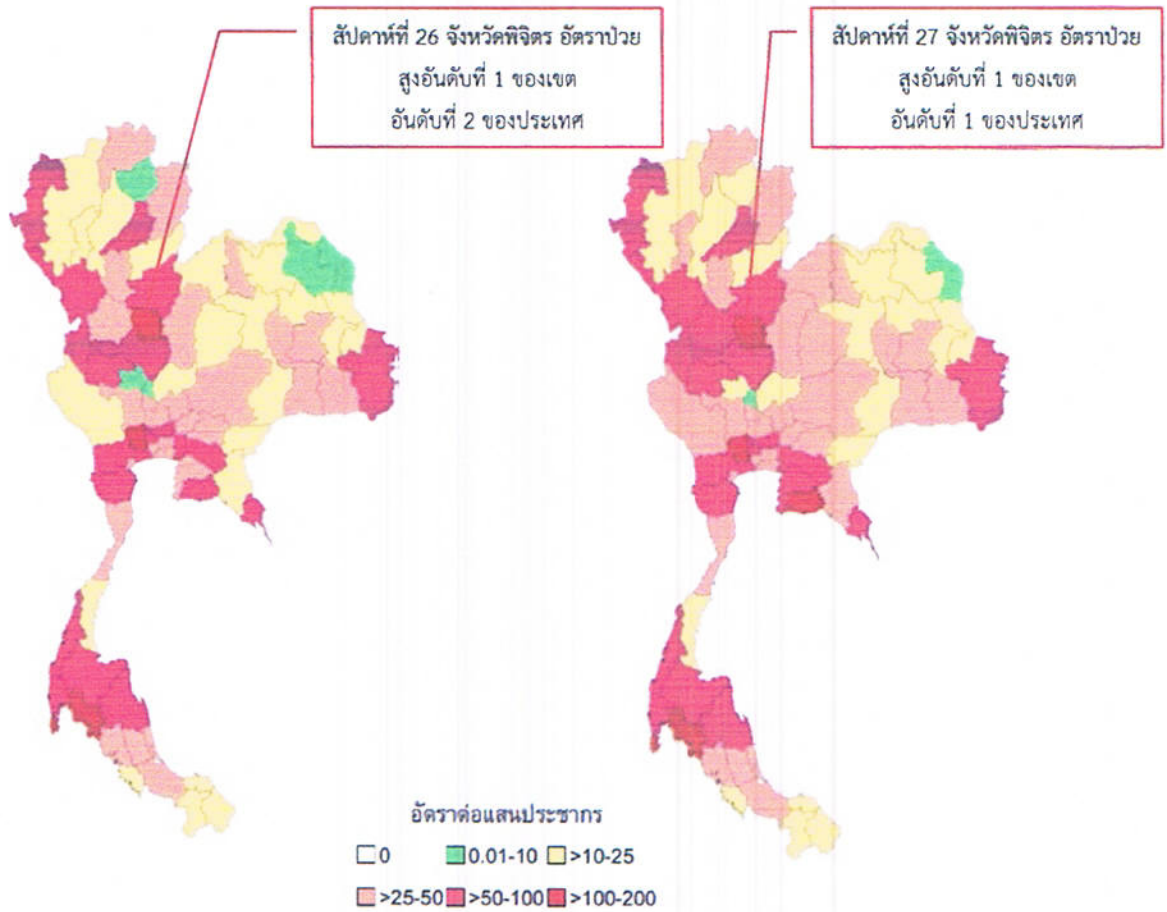 สัปดาห์ที่ 26 จังหวัดพิจิตร อัตราป่วย
สูงอันดับที่ 1 ของเขต
อันดับที่ 2 ของประเทศ
สัปดาห์ที่ 27 จังหวัดพิจิตร อัตราป่วย
สูงอันดับที่ 1 ของเขต
อันดับที่ 1 ของประเทศ
อัตราต่อแสนประชากร
0 0.01-10 >10-25
>25-50 >50-100 >100-200